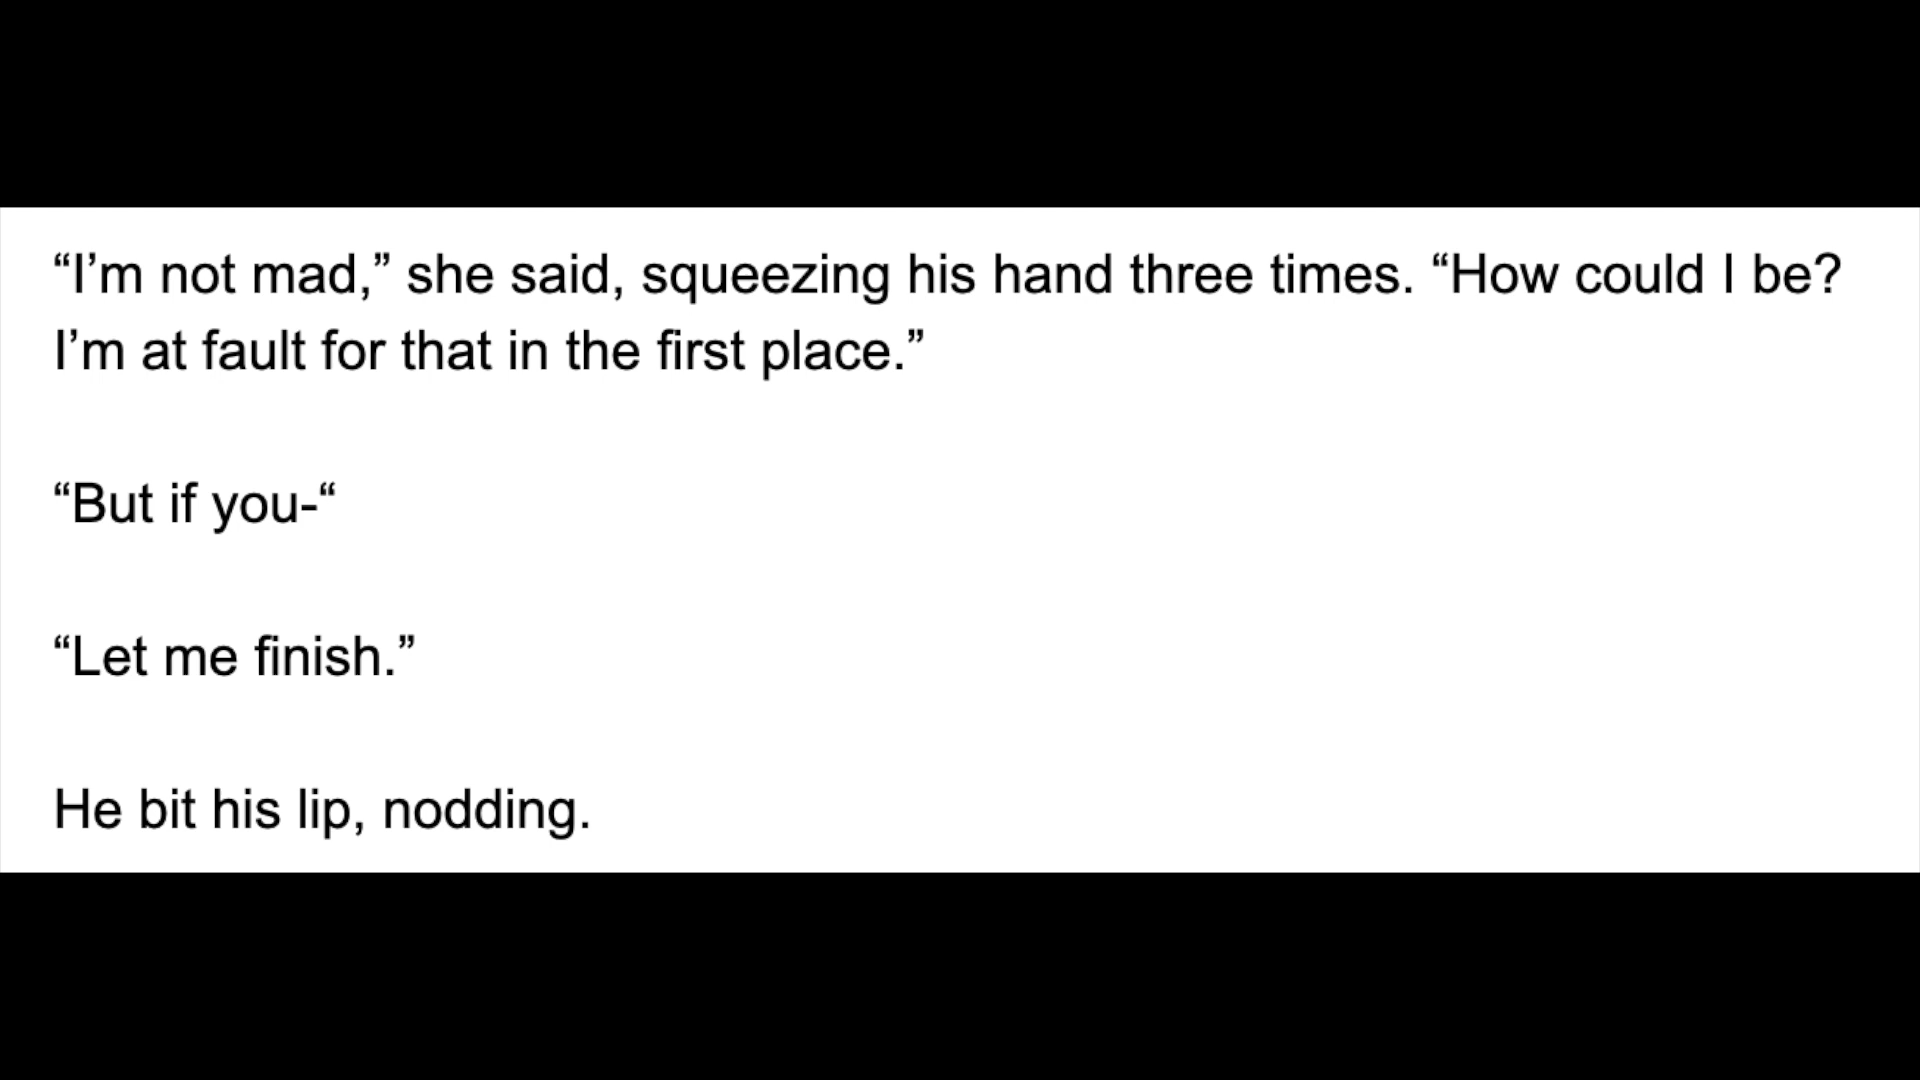 “I’m not mad,” she said, squeezing his hand three times. “How could I be?
I’m at fault for that in the first place.”
“But if you-“
“Let me finish.”
He bit his lip, nodding.